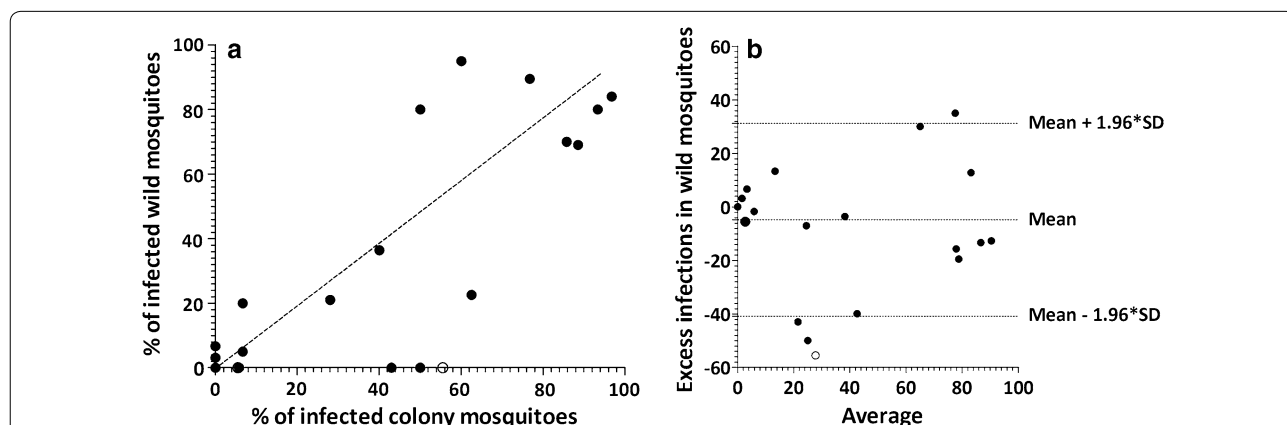 a
% of infected wild mosquitoes
100
80
60
40
20
0
0 20 40 60 80 100
% of infected colony mosquitoes
b
Excess infections in wild mosquitoes
60
40
20
0
-20
-40
-60
0 20 40 60 80 100
Average
Mean + 1.96*SD
Mean
Mean - 1.96*SD